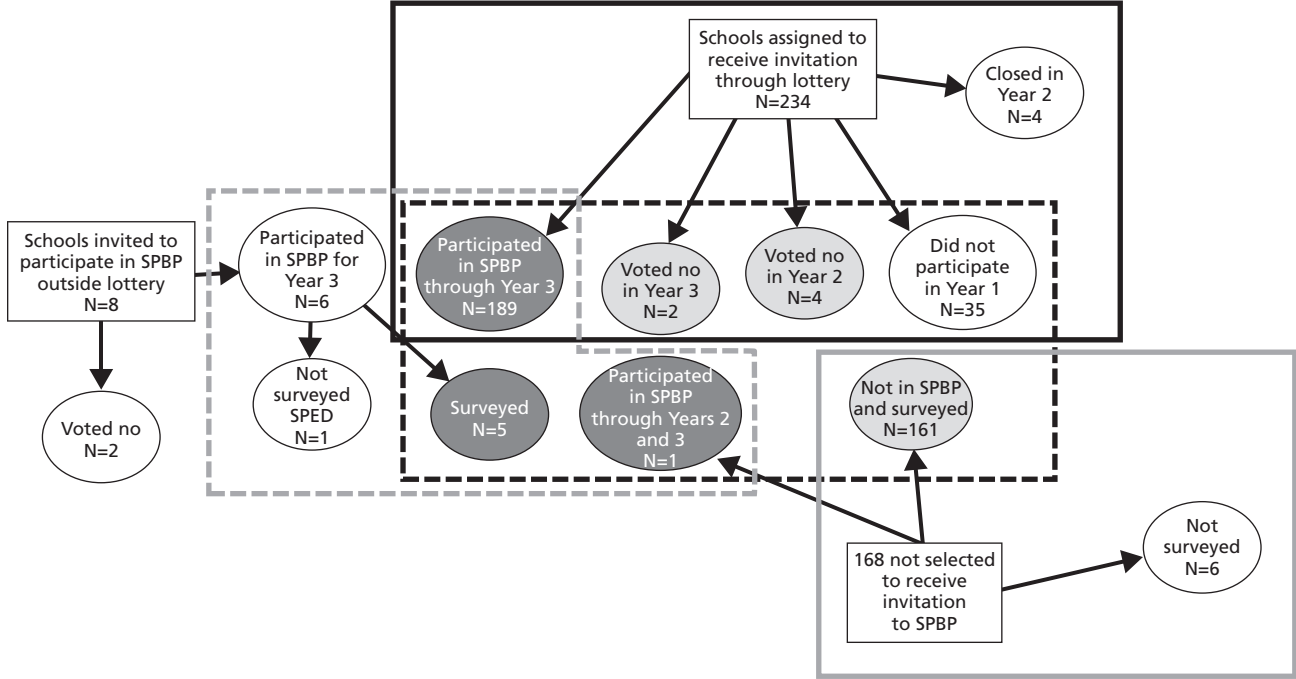 Schools assigned to
receive invitation
through lottery
N=234
Closed in
Year 2
N=4
Schools invited to
participate in SPBP
outside lottery
N=8
Participated
in SPBP for
Year 3
N=6
Participated
in SPBP
through Year 3
N=189
Voted no
in Year 3
N=2
Voted no
in Year 2
N=4
Did not
participate
in Year 1
N=35
Voted no
N=2
Not
surveyed
SPED
N=1
Surveyed
N=5
Participated
in SPBP
through Years 2
and 3
N=1
Not in SPBP
and surveyed
N=161
168 not selected
to receive
invitation
to SPBP
Not
surveyed
N=6